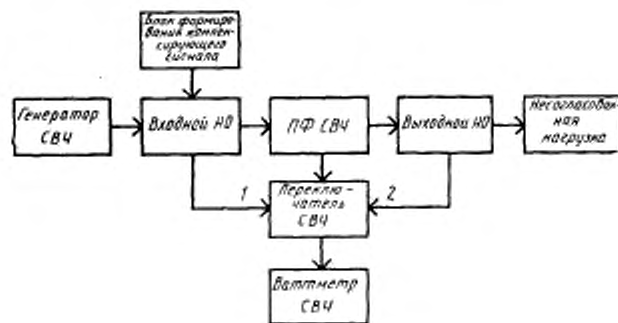 Блок формиро-
вания компен-
сирующего
сигнала
Генератор
СВЧ
Входной НО
ПФ СВЧ
Выходной НО
Несогласован-
ная
нагрузка
1
Переклю-
чатель
СВЧ
2
Ваттметр
СВЧ